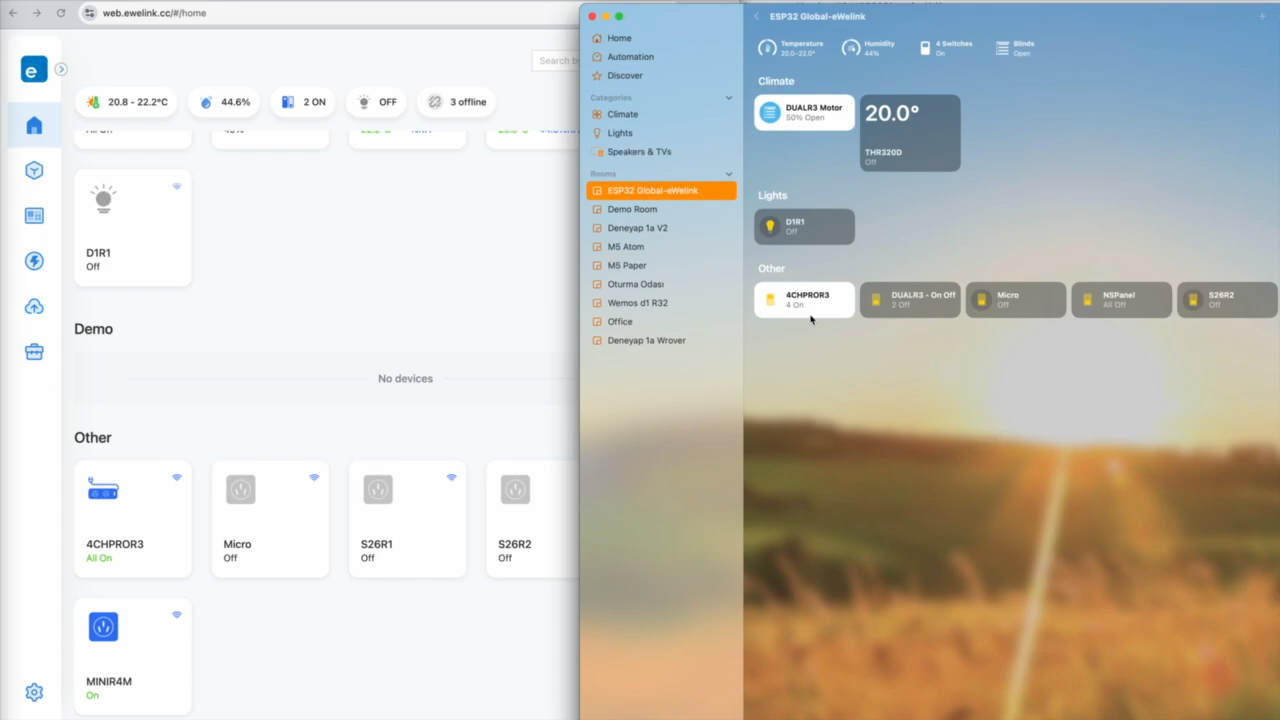 web.ewelink.cc/#/home
e
Search by
20.8 - 22.2°C
44.6%
2 ON
OFF
3 offline
D1R1
Off
Demo
No devices
Other
4CHPROR3
All On
Micro
Off
S26R1
Off
S26R2
Off
MINIR4M
On
Home
Automation
Discover
Categories
Climate
Lights
Speakers & TVs
Rooms
ESP32 Global-eWelink
Demo Room
Deneyap 1a V2
M5 Atom
M5 Paper
Oturma Odası
Wemos d1 R32
Office
Deneyap 1a Wrover
ESP32 Global-eWelink
Temperature
20.0-22.0°
Humidity
44%
4 Switches
On
Blinds
Open
Climate
DUALR3 Motor
50% Open
20.0°
THR320D
Off
Lights
D1R1
Off
Other
4CHPROR3
4 On
DUALR3 - On Off
2 Off
Micro
Off
NSPanel
All Off
S26R2
Off